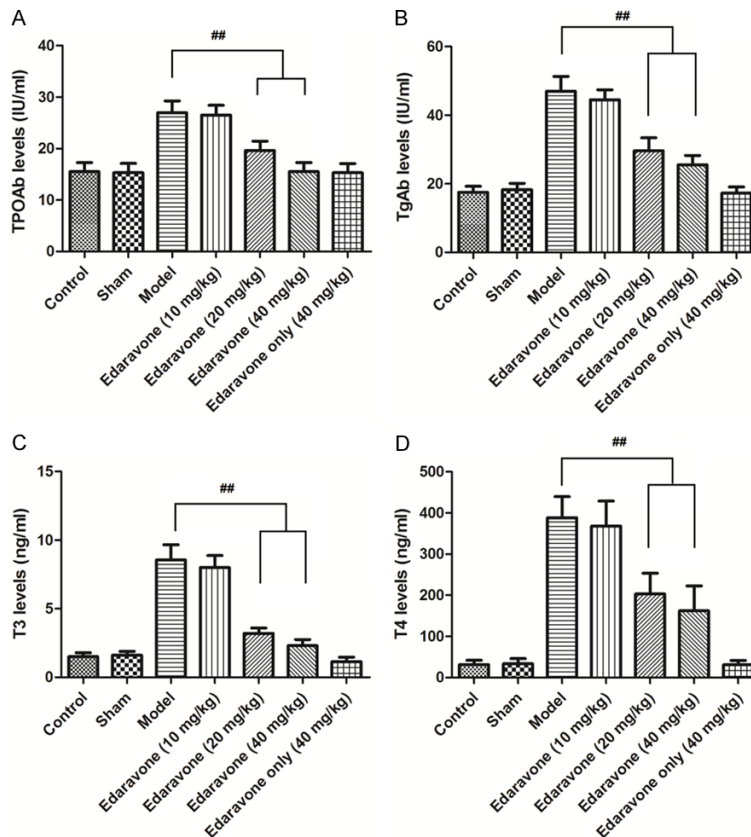 A
TPOAb levels (IU/ml)
40
30
20
10
0
##
Control
Sham
Model
Edaravone (10 mg/kg)
Edaravone (20 mg/kg)
Edaravone (40 mg/kg)
Edaravone only (40 mg/kg)
B
TgAb levels (IU/ml)
60
40
20
0
##
Control
Sham
Model
Edaravone (10 mg/kg)
Edaravone (20 mg/kg)
Edaravone (40 mg/kg)
Edaravone only (40 mg/kg)
C
T3 levels (ng/ml)
15
10
5
0
##
Control
Sham
Model
Edaravone (10 mg/kg)
Edaravone (20 mg/kg)
Edaravone (40 mg/kg)
Edaravone only (40 mg/kg)
D
T4 levels (ng/ml)
500
400
300
200
100
0
##
Control
Sham
Model
Edaravone (10 mg/kg)
Edaravone (20 mg/kg)
Edaravone (40 mg/kg)
Edaravone only (40 mg/kg)